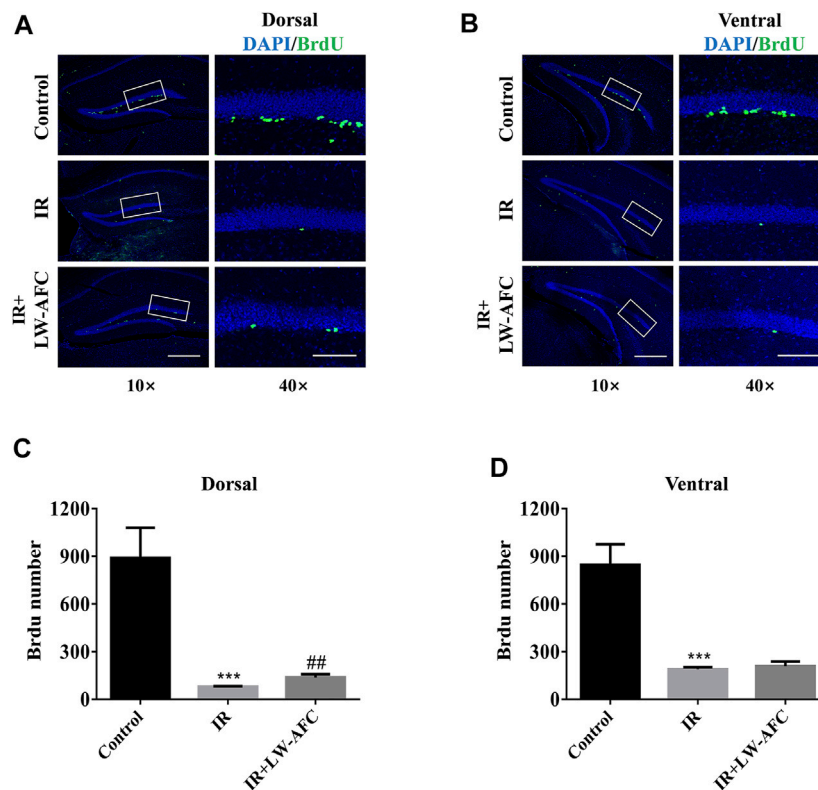 A
Dorsal
DAPI/BrdU
Control
IR
IR+
LW-AFC
10×
40×
B
Ventral
DAPI/BrdU
Control
IR
IR+
LW-AFC
10×
40×
C
Dorsal
Brdu number
1200
900
600
300
0
***
##
Control
IR
IR+LW-AFC
D
Ventral
Brdu number
1200
900
600
300
0
***
Control
IR
IR+LW-AFC